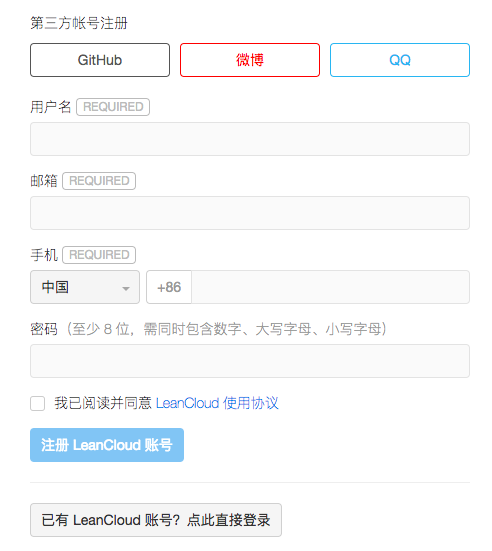 第三方帐号注册
GitHub 微博 QQ
用户名 REQUIRED
邮箱 REQUIRED
手机 REQUIRED
中国 +86
密码（至少 8 位，需同时包含数字、大写字母、小写字母）
我已阅读并同意 LeanCloud 使用协议
注册 LeanCloud 账号
已有 LeanCloud 账号？点此直接登录